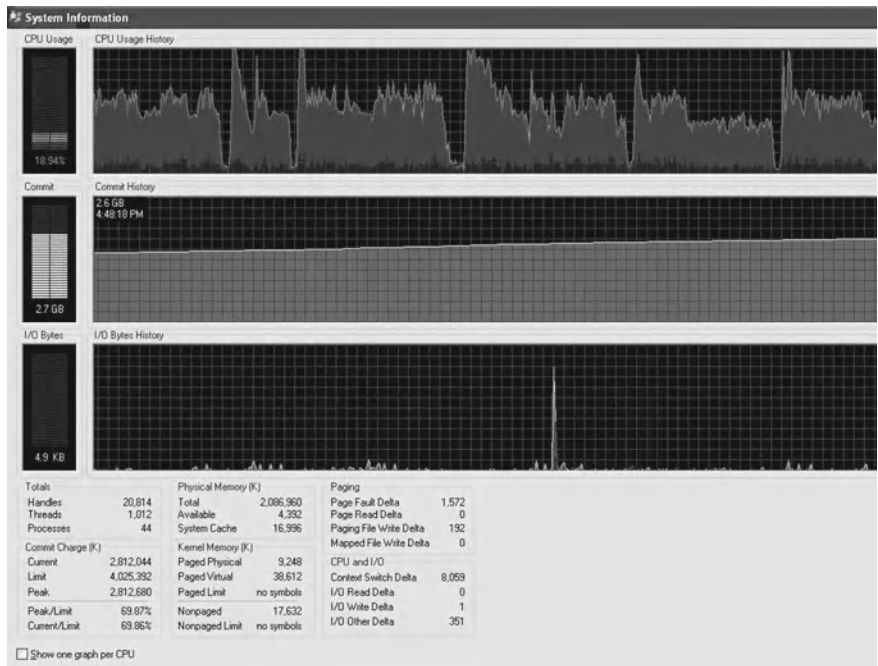 System Information
CPU Usage
CPU Usage History
18.94%
Commit
Commit History
2.6 GB
4:48:18 PM
2.7 GB
I/O Bytes
I/O Bytes History
4.9 KB
Totals
Handles 20,814
Threads 1,012
Processes 44
Commit Charge (K)
Current 2,812,044
Limit 4,025,392
Peak 2,812,680
Peak/Limit 69.87%
Current/Limit 69.86%
Physical Memory (K)
Total 2,086,960
Available 4,392
System Cache 16,996
Kernel Memory (K)
Paged Physical 9,248
Paged Virtual 38,612
Paged Limit no symbols
Nonpaged 17,632
Nonpaged Limit no symbols
Paging
Page Fault Delta 1,572
Page Read Delta 0
Paging File Write Delta 192
Mapped File Write Delta 0
CPU and I/O
Context Switch Delta 8,059
I/O Read Delta 0
I/O Write Delta 1
I/O Other Delta 351
Show one graph per CPU